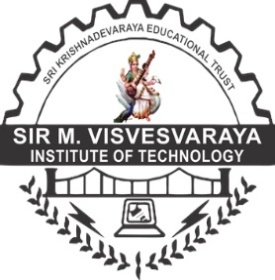 SRI KRISHNADEVARAYA EDUCATIONAL TRUST
SIR M. VISVESVARAYA
INSTITUTE OF TECHNOLOGY